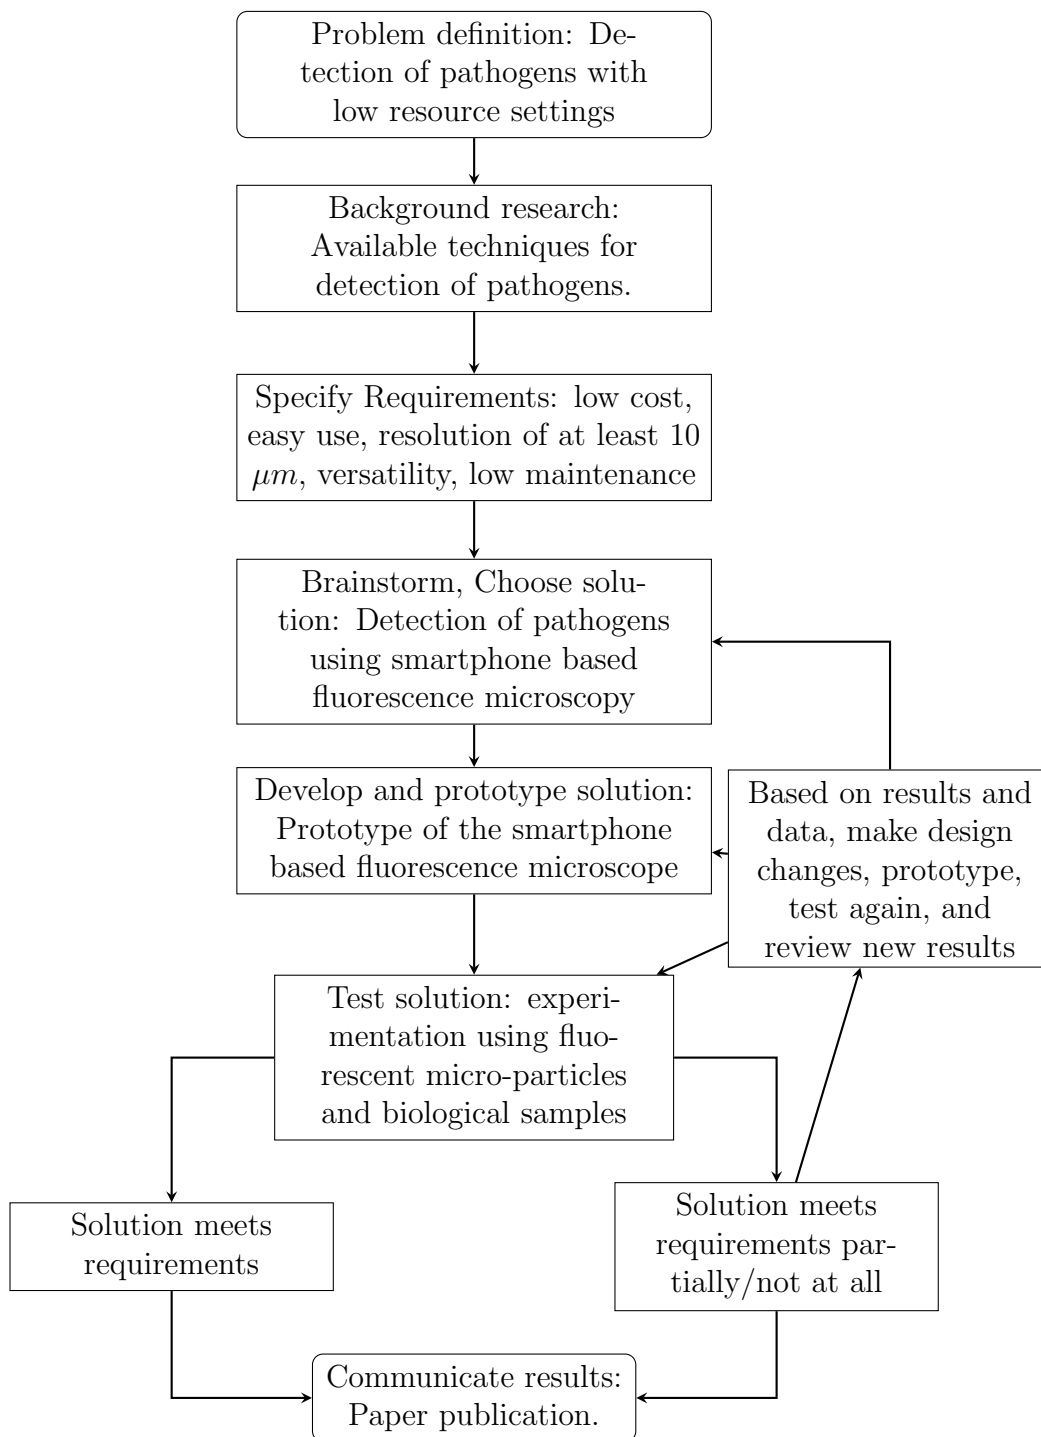 Problem definition: De-
tection of pathogens with
low resource settings
Background research:
Available techniques for
detection of pathogens.
Specify Requirements: low cost,
easy use, resolution of at least 10
μm, versatility, low maintenance
Brainstorm, Choose solu-
tion: Detection of pathogens
using smartphone based
fluorescence microscopy
Develop and prototype solution:
Prototype of the smartphone
based fluorescence microscope
Based on results and
data, make design
changes, prototype,
test again, and
review new results
Test solution: experi-
mentation using fluo-
rescent micro-particles
and biological samples
Solution meets
requirements
Solution meets
requirements par-
tially/not at all
Communicate results:
Paper publication.